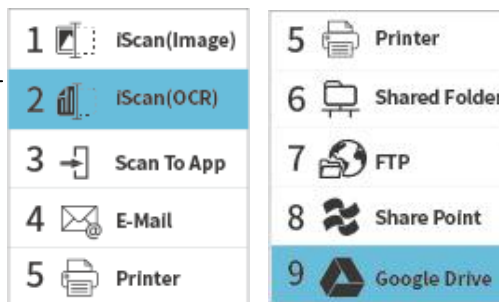 1 iScan(Image)
2 iScan(OCR)
3 Scan To App
4 E-Mail
5 Printer
5 Printer
6 Shared Folder
7 FTP
8 Share Point
9 Google Drive